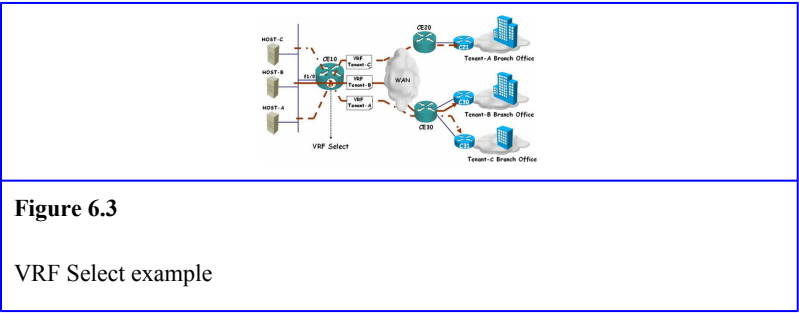 CE20
HOST-C
CE10
VRF
Tenant-C
C21
Tenant-A Branch Office
HOST-B
f1/0
VRF
Tenant-B
WAN
C30
HOST-A
VRF
Tenant-A
Tenant-B Branch Office
CE30
VRF Select
C31
Tenant-C Branch Office
Figure 6.3
VRF Select example